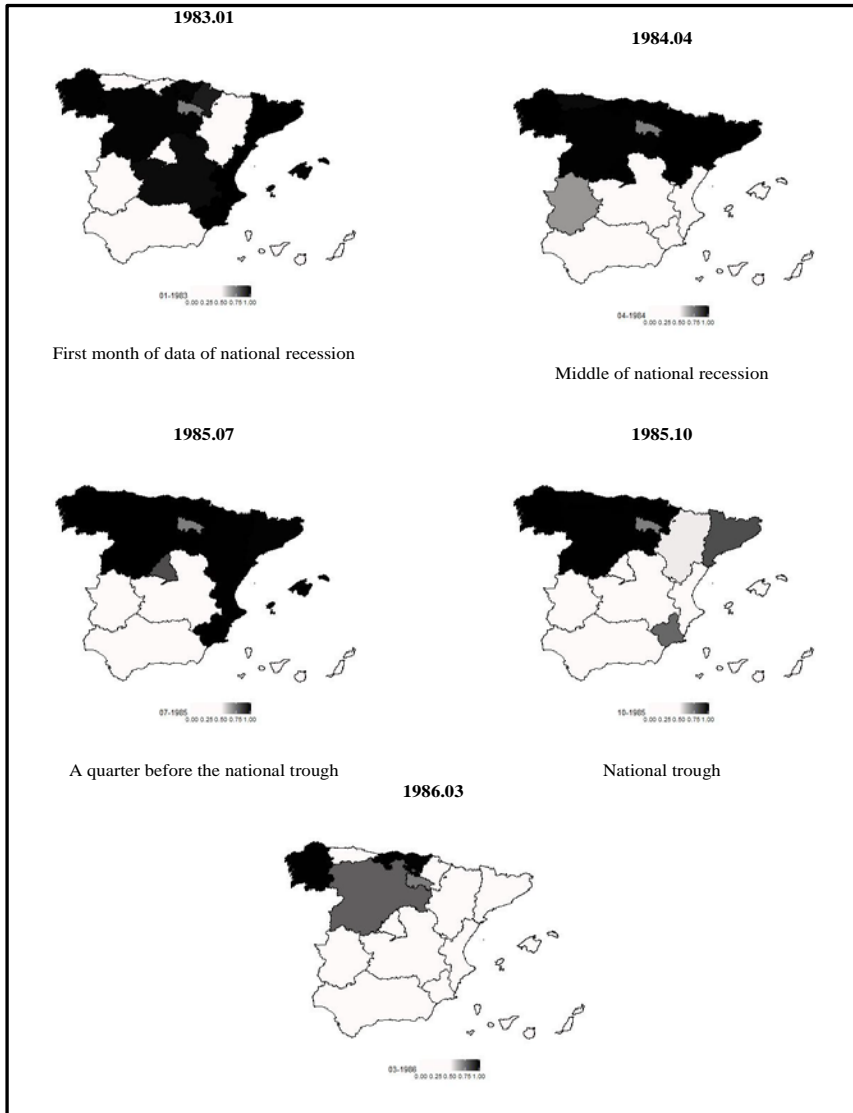 1983.01
1984.04
01-1983
0.00 0.25 0.50 0.75 1.00
04-1984
0.00 0.25 0.50 0.75 1.00
First month of data of national recession
Middle of national recession
1985.07
1985.10
07-1985
0.00 0.25 0.50 0.75 1.00
10-1985
0.00 0.25 0.50 0.75 1.00
A quarter before the national trough
National trough
1986.03
03-1986
0.00 0.25 0.50 0.75 1.00